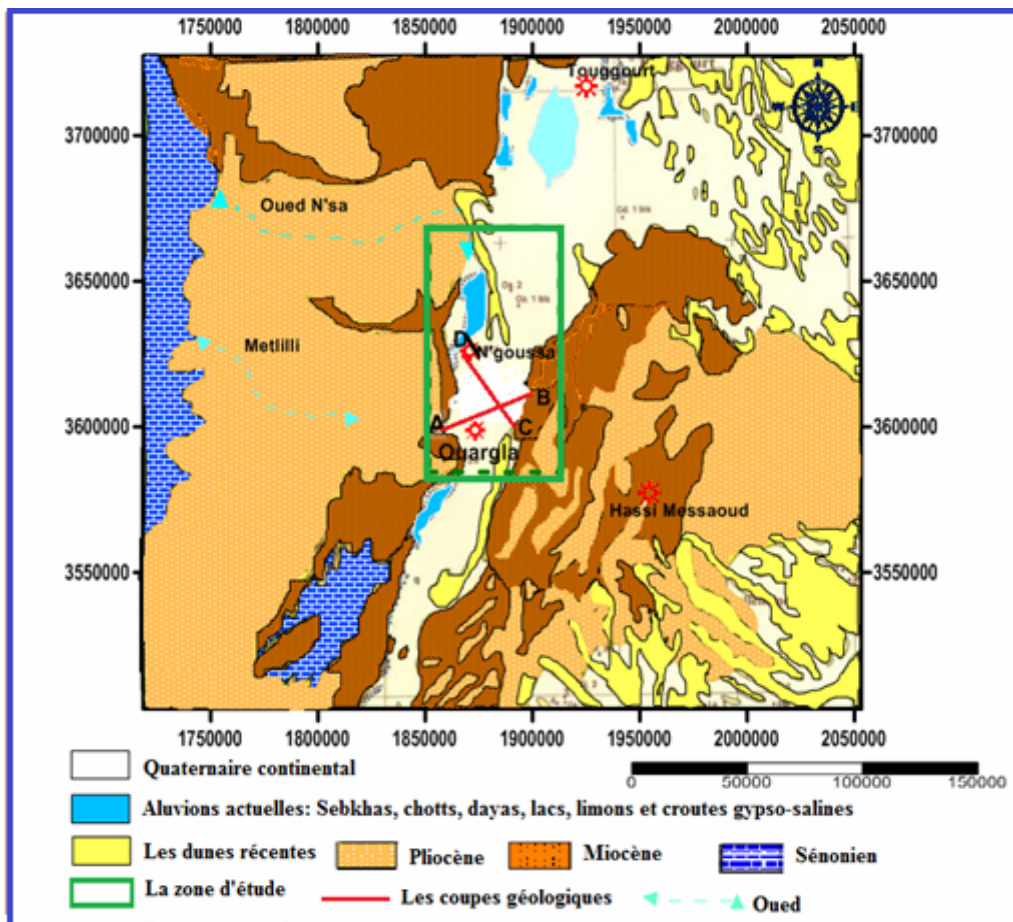 1750000 1800000 1850000 1900000 1950000 2000000 2050000
Touggourt
3700000 3700000
Oued N'sa
3650000 3650000
Metlilli
D
N'goussa
B
A
3600000 3600000
C
Ouargla
Hassi Messaoud
3550000 3550000
1750000 1800000 1850000 1900000 1950000 2000000 2050000
Quaternaire continental
0 50000 100000 150000
Aluvions actuelles: Sebkhas, chotts, dayas, lacs, limons et croutes gypso-salines
Les dunes récentes Pliocène Miocène Sénonien
La zone d'étude Les coupes géologiques Oued